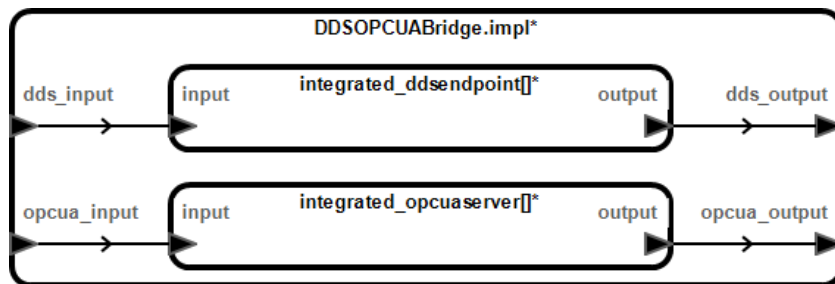 DDSOPCUABridge.impl*
integrated_ddsendpoint[]*
dds_input input output dds_output
integrated_opcuaserver[]*
opcua_input input output opcua_output